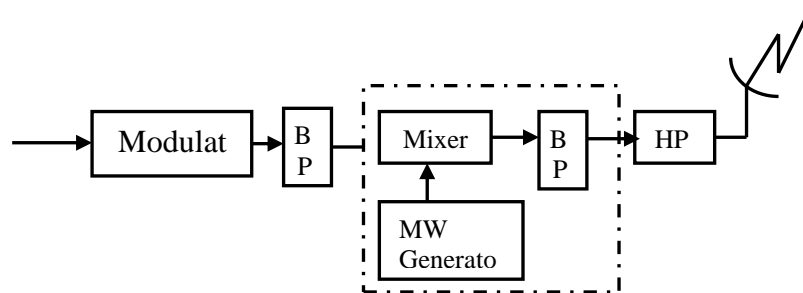 Modulat
B
P
Mixer
B
P
HP
MW
Generato